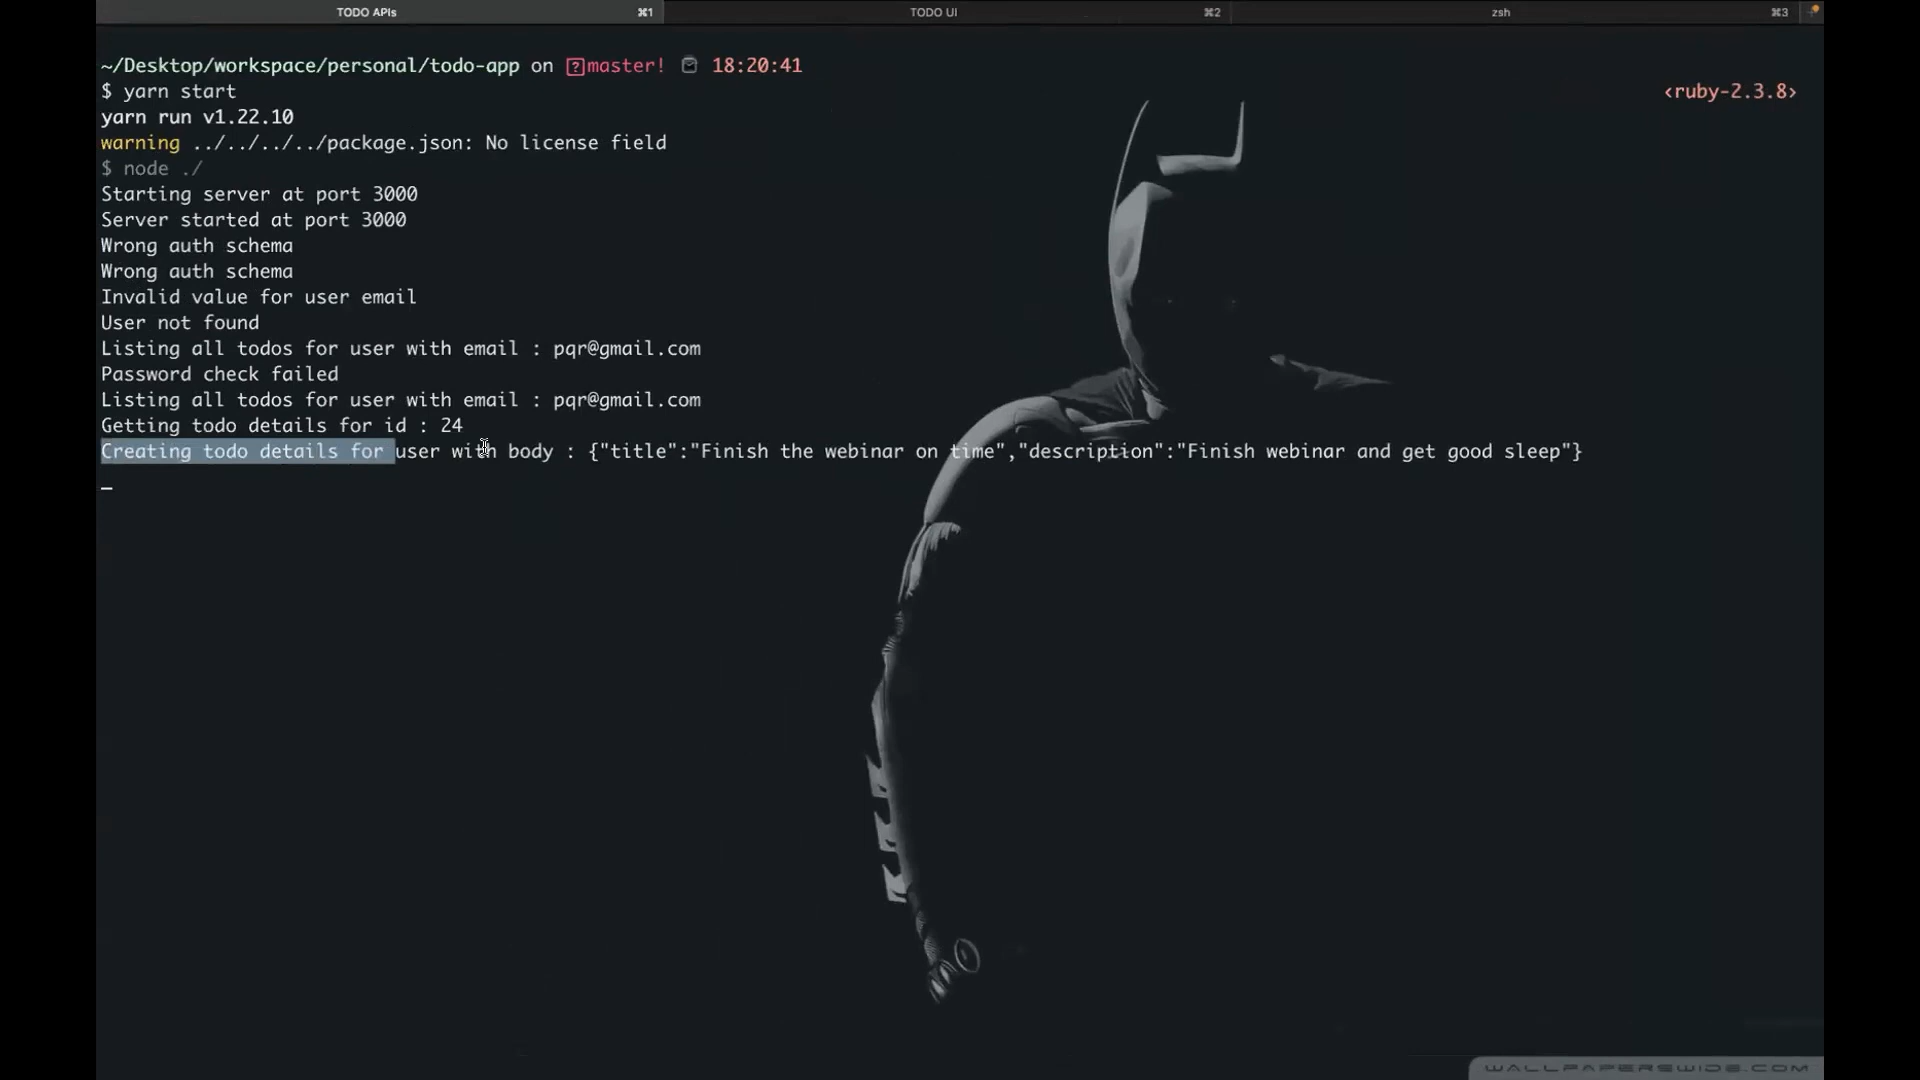 TODO APIs ⌘1 TODO UI ⌘2 zsh ⌘3
~/Desktop/workspace/personal/todo-app on [?]master! 18:20:41
$ yarn start <ruby-2.3.8>
yarn run v1.22.10
warning ../../../../package.json: No license field
$ node ./
Starting server at port 3000
Server started at port 3000
Wrong auth schema
Wrong auth schema
Invalid value for user email
User not found
Listing all todos for user with email : pqr@gmail.com
Password check failed
Listing all todos for user with email : pqr@gmail.com
Getting todo details for id : 24
Creating todo details for user with body : {"title":"Finish the webinar on time","description":"Finish webinar and get good sleep"}
WALLPAPERSWIDE.COM